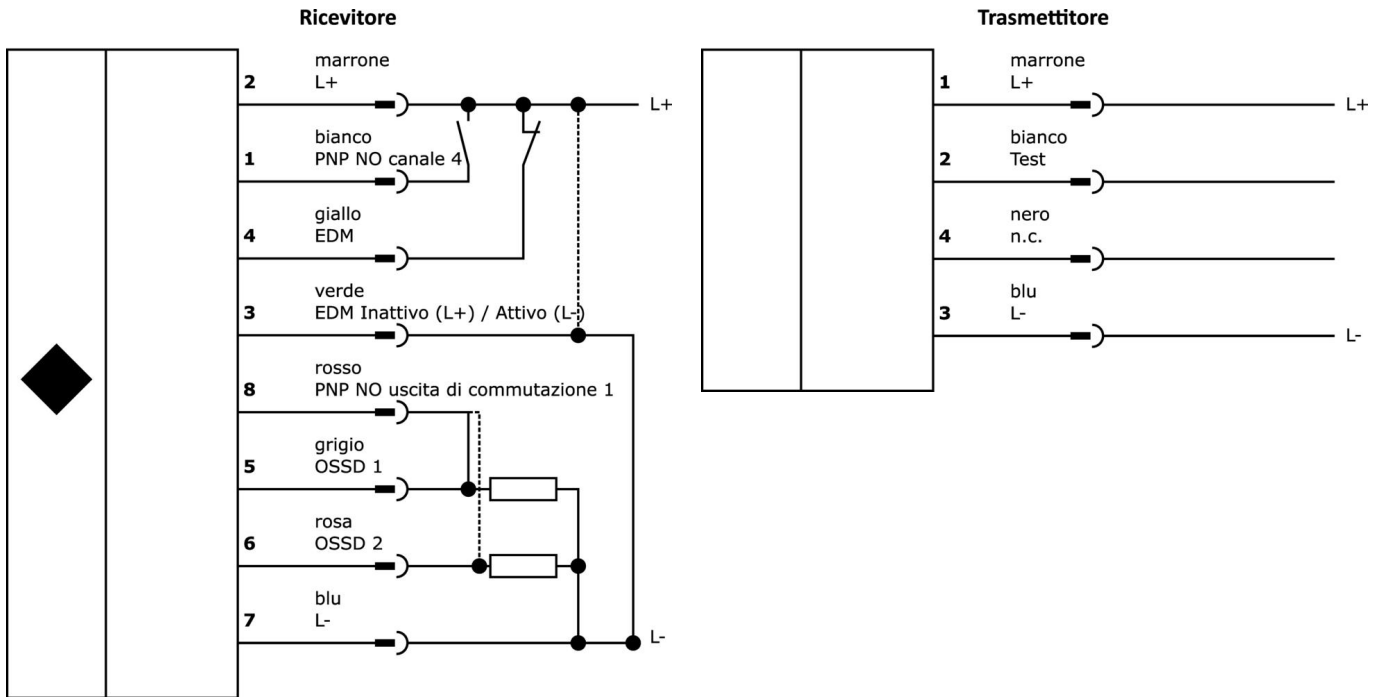 Ricevitore
2
marrone
L+
L+
1
bianco
PNP NO canale 4
4
giallo
EDM
3
verde
EDM Inattivo (L+) / Attivo (L-)
8
rosso
PNP NO uscita di commutazione 1
5
grigio
OSSD 1
6
rosa
OSSD 2
7
blu
L-
L-
Trasmettitore
1
marrone
L+
L+
2
bianco
Test
4
nero
n.c.
3
blu
L-
L-